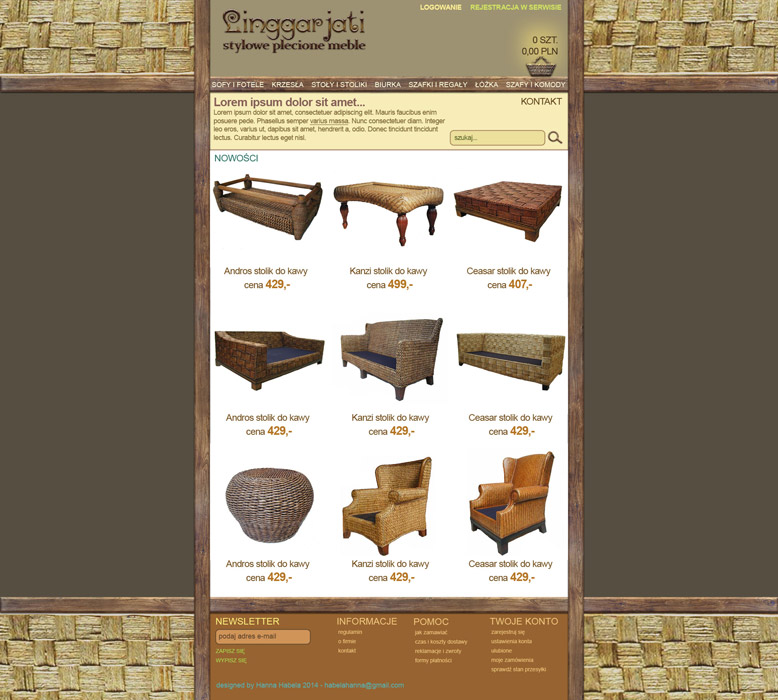 Linggarjati
stylowe plecione meble
LOGOWANIE REJESTRACJA W SERWISIE
0 SZT.
0,00 PLN
SOFY I FOTELE KRZESŁA STOŁY I STOLIKI BIURKA SZAFKI I REGAŁY ŁÓŻKA SZAFY I KOMODY
Lorem ipsum dolor sit amet...
Lorem ipsum dolor sit amet, consectetuer adipiscing elit. Mauris faucibus enim
posuere pede. Phasellus semper varius massa. Nunc consectetuer diam. Integer
leo eros, varius ut, dapibus sit amet, hendrerit a, odio. Donec tincidunt tincidunt
lectus. Curabitur lectus eget nisl.
KONTAKT
szukaj...
NOWOŚCI
Andros stolik do kawy
cena 429,-
Kanzi stolik do kawy
cena 499,-
Ceasar stolik do kawy
cena 407,-
Andros stolik do kawy
cena 429,-
Kanzi stolik do kawy
cena 429,-
Ceasar stolik do kawy
cena 429,-
Andros stolik do kawy
cena 429,-
Kanzi stolik do kawy
cena 429,-
Ceasar stolik do kawy
cena 429,-
NEWSLETTER
podaj adres e-mail
ZAPISZ SIĘ
WYPISZ SIĘ
INFORMACJE
regulamin
o firmie
kontakt
POMOC
jak zamawiać
czas i koszty dostawy
reklamacje i zwroty
formy płatności
TWOJE KONTO
zarejestruj się
ustawienia konta
ulubione
moje zamówienia
sprawdź stan przesyłki
designed by Hanna Habela 2014 - habelahanna@gmail.com